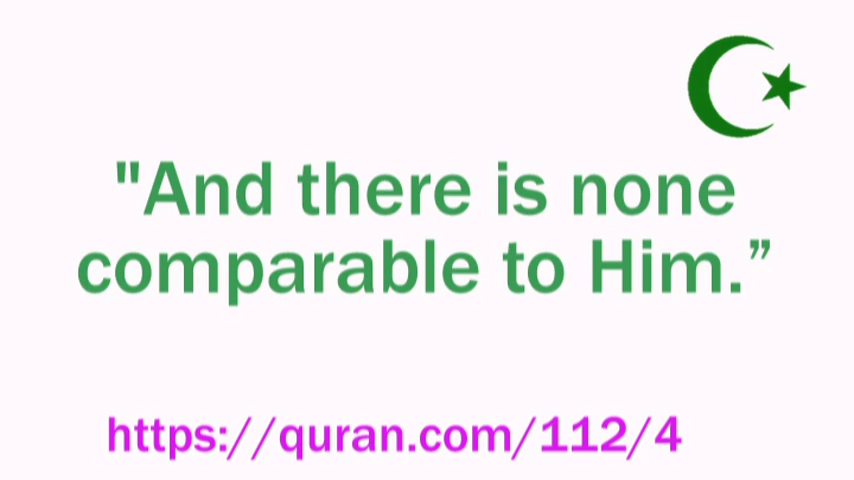 "And there is none
comparable to Him.”
https://quran.com/112/4